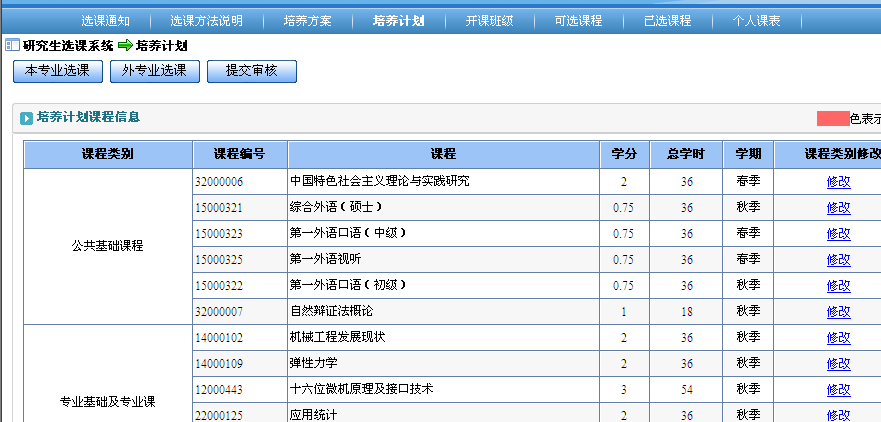 选课通知 选课方法说明 培养方案 培养计划 开课班级 可选课程 已选课程 个人课表
研究生选课系统 培养计划
本专业选课 外专业选课 提交审核
培养计划课程信息 色表示
课程类别 课程编号 课程 学分 总学时 学期 课程类别修改
32000006 中国特色社会主义理论与实践研究 2 36 春季 修改
15000321 综合外语(硕士) 0.75 36 秋季 修改
公共基础课程 15000323 第一外语口语(中级) 0.75 36 春季 修改
15000325 第一外语视听 0.75 36 秋季 修改
15000322 第一外语口语(初级) 0.75 36 秋季 修改
32000007 自然辩证法概论 1 18 秋季 修改
14000102 机械工程发展现状 2 36 秋季 修改
14000109 弹性力学 2 36 秋季 修改
专业基础及专业课 12000443 十六位微机原理及接口技术 3 54 秋季 修改
22000125 应用统计 2 36 秋季 修改